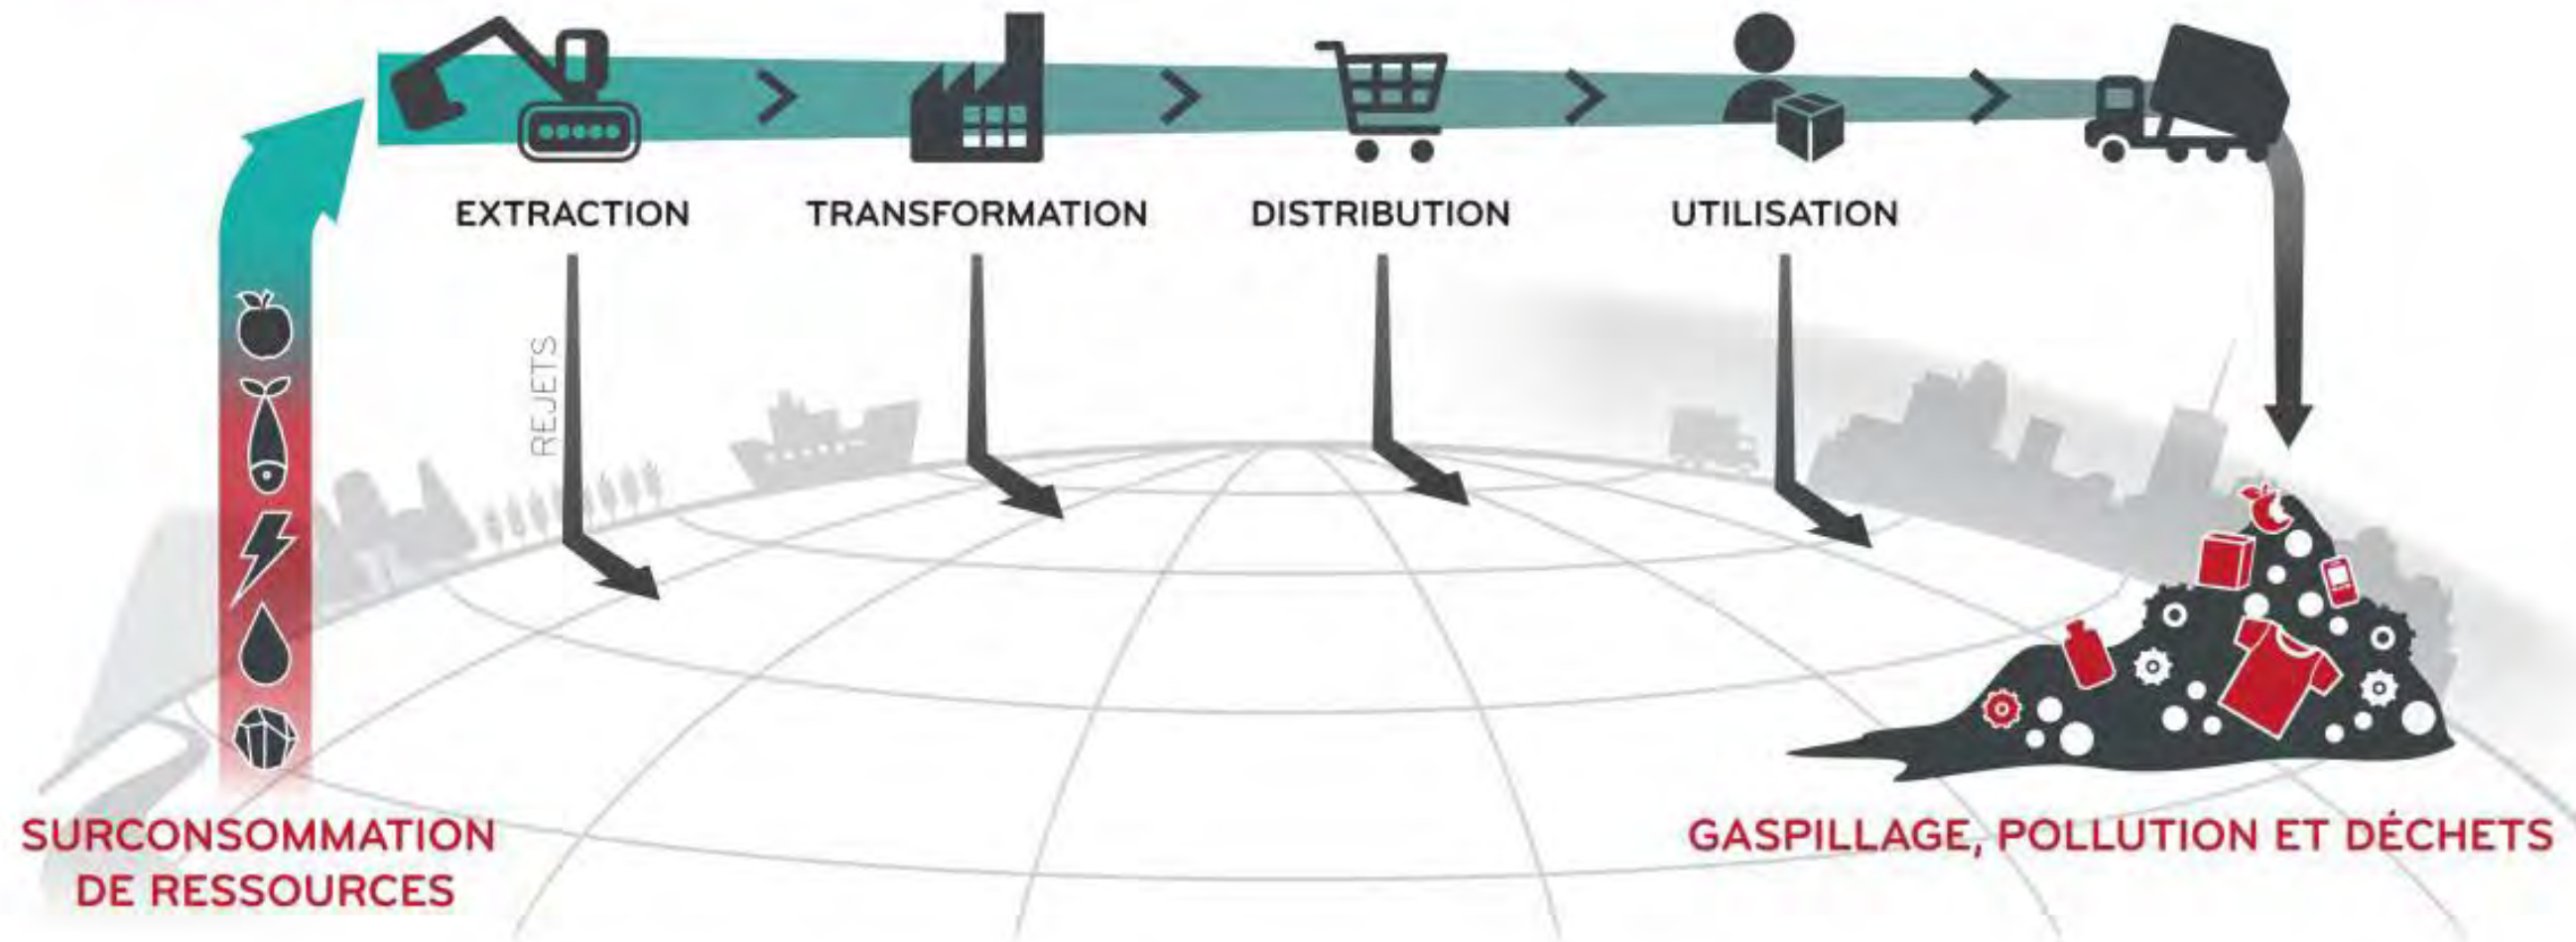 EXTRACTION
TRANSFORMATION
DISTRIBUTION
UTILISATION
REJETS
SURCONSOMMATION
DE RESSOURCES
GASPILLAGE, POLLUTION ET DÉCHETS